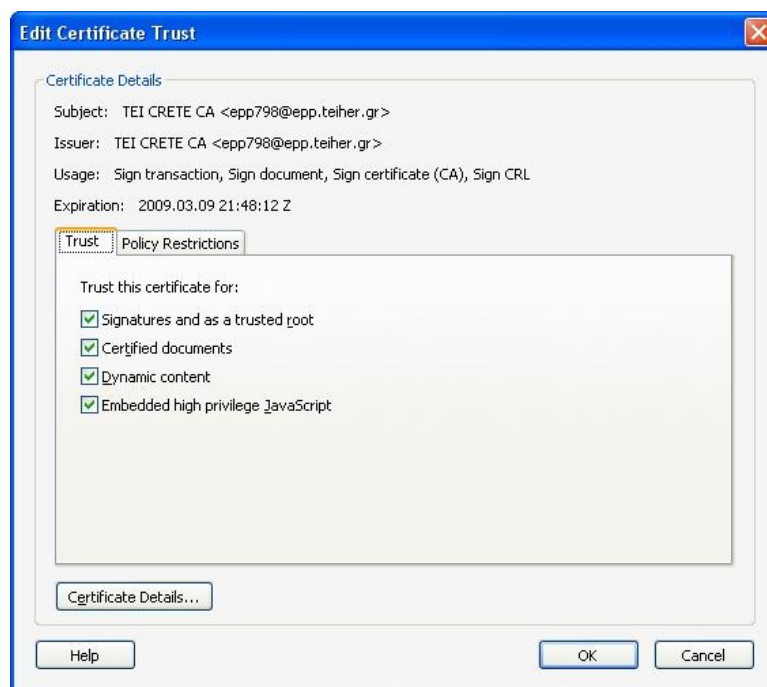 Edit Certificate Trust
Certificate Details
Subject: TEI CRETE CA <epp798@epp.teiher.gr>
Issuer: TEI CRETE CA <epp798@epp.teiher.gr>
Usage: Sign transaction, Sign document, Sign certificate (CA), Sign CRL
Expiration: 2009.03.09 21:48:12 Z
Trust Policy Restrictions
Trust this certificate for:
Signatures and as a trusted root
Certified documents
Dynamic content
Embedded high privilege JavaScript
Certificate Details...
Help OK Cancel